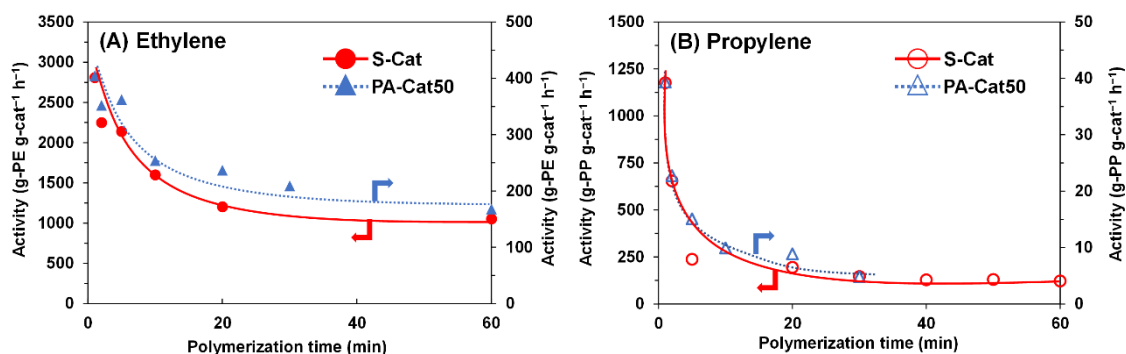 (A) Ethylene
S-Cat
PA-Cat50
Activity (g-PE g-cat⁻¹ h⁻¹)
3500
3000
2500
2000
1500
1000
500
0
500
400
300
200
100
0
Activity (g-PE g-cat⁻¹ h⁻¹)
0 20 40 60
Polymerization time (min)
(B) Propylene
S-Cat
PA-Cat50
Activity (g-PP g-cat⁻¹ h⁻¹)
1500
1250
1000
750
500
250
0
50
40
30
20
10
0
Activity (g-PP g-cat⁻¹ h⁻¹)
0 20 40 60
Polymerization time (min)